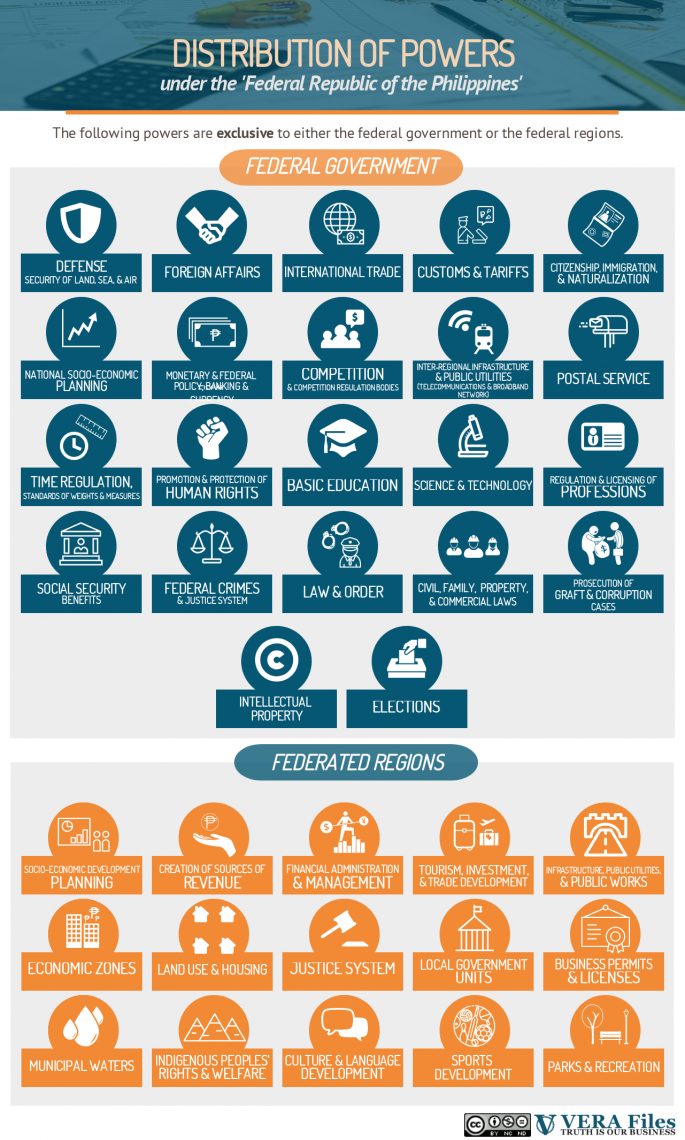 DISTRIBUTION OF POWERS
under the 'Federal Republic of the Philippines'
The following powers are exclusive to either the federal government or the federal regions.
FEDERAL GOVERNMENT
DEFENSE
SECURITY OF LAND, SEA, & AIR
FOREIGN AFFAIRS
INTERNATIONAL TRADE
CUSTOMS & TARIFFS
CITIZENSHIP, IMMIGRATION,
& NATURALIZATION
NATIONAL SOCIO-ECONOMIC
PLANNING
MONETARY & FEDERAL
POLICY, BANKING &
CURRENCY
COMPETITION
& COMPETITION REGULATION BODIES
INTER-REGIONAL INFRASTRUCTURE
& PUBLIC UTILITIES
(TELECOMMUNICATIONS & BROADBAND
NETWORK)
POSTAL SERVICE
TIME REGULATION,
STANDARDS OF WEIGHTS & MEASURES
PROMOTION & PROTECTION OF
HUMAN RIGHTS
BASIC EDUCATION
SCIENCE & TECHNOLOGY
REGULATION & LICENSING OF
PROFESSIONS
SOCIAL SECURITY
BENEFITS
FEDERAL CRIMES
& JUSTICE SYSTEM
LAW & ORDER
CIVIL, FAMILY, PROPERTY,
& COMMERCIAL LAWS
PROSECUTION OF
GRAFT & CORRUPTION
CASES
INTELLECTUAL
PROPERTY
ELECTIONS
FEDERATED REGIONS
SOCIO-ECONOMIC DEVELOPMENT
PLANNING
CREATION OF SOURCES OF
REVENUE
FINANCIAL ADMINISTRATION
& MANAGEMENT
TOURISM, INVESTMENT,
& TRADE DEVELOPMENT
INFRASTRUCTURE, PUBLIC UTILITIES,
& PUBLIC WORKS
ECONOMIC ZONES
LAND USE & HOUSING
JUSTICE SYSTEM
LOCAL GOVERNMENT
UNITS
BUSINESS PERMITS
& LICENSES
MUNICIPAL WATERS
INDIGENOUS PEOPLES'
RIGHTS & WELFARE
CULTURE & LANGUAGE
DEVELOPMENT
SPORTS
DEVELOPMENT
PARKS & RECREATION
cc
BY NC ND
VERA Files
TRUTH IS OUR BUSINESS